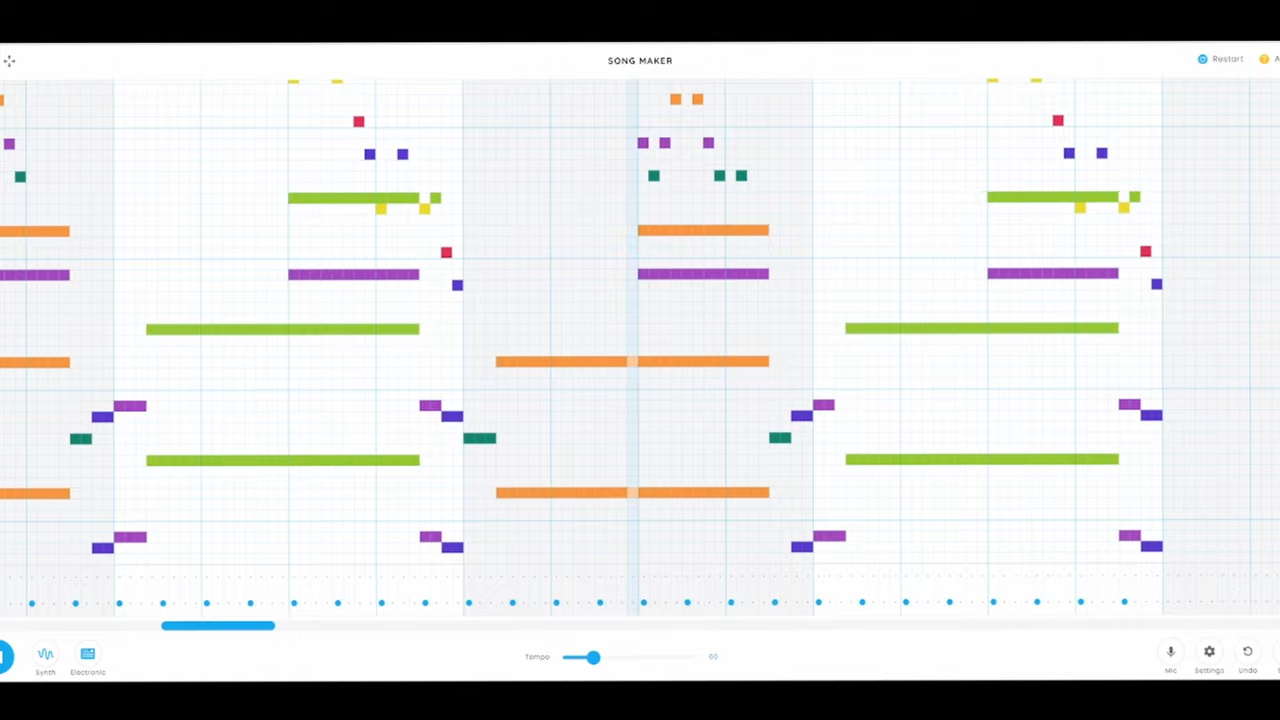 SONG MAKER
Restart
Synth
Electronic
Tempo
60
Mic
Settings
Undo